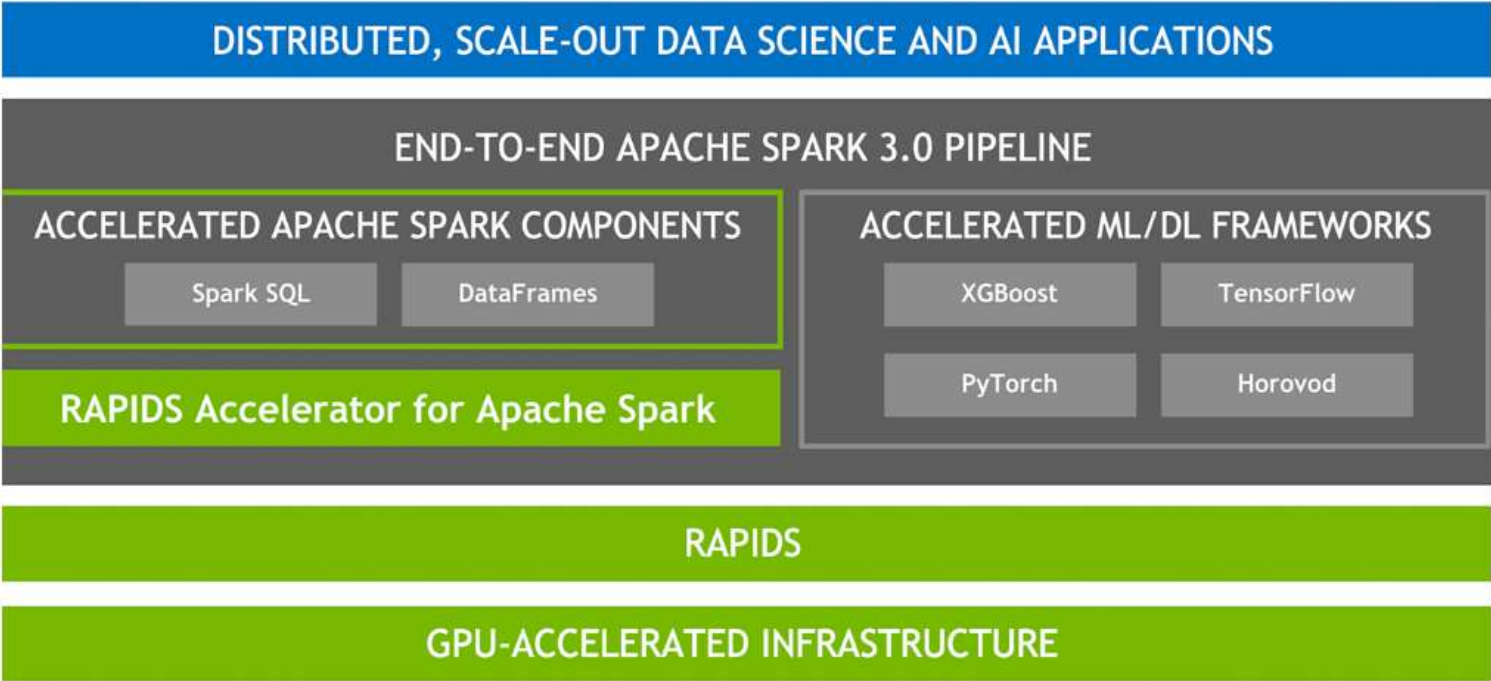 DISTRIBUTED, SCALE-OUT DATA SCIENCE AND AI APPLICATIONS
END-TO-END APACHE SPARK 3.0 PIPELINE
ACCELERATED APACHE SPARK COMPONENTS
Spark SQL
DataFrames
RAPIDS Accelerator for Apache Spark
ACCELERATED ML/DL FRAMEWORKS
XGBoost
TensorFlow
PyTorch
Horovod
RAPIDS
GPU-ACCELERATED INFRASTRUCTURE